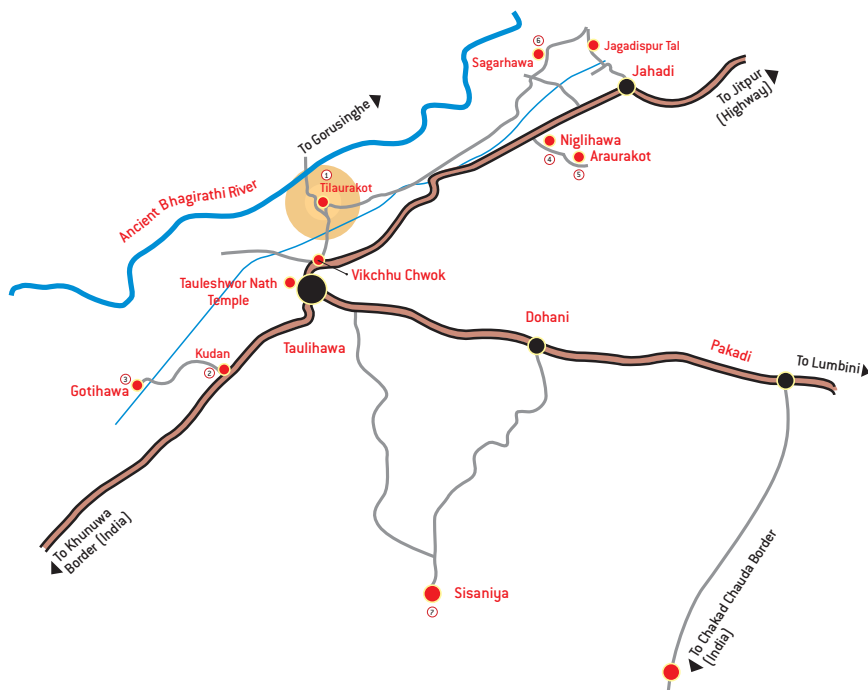 ⑥
Sagarhawa
Jagadispur Tal
Jahadi
To Jitpur
(Highway)
To Gorusinghe
Niglihawa
④
Araurakot
⑤
①
Tilaurakot
Ancient Bhagirathi River
Vikchhu Chwok
Tauleshwor Nath
Temple
Dohani
Taulihawa
Pakadi
Kudan
②
③
Gotihawa
To Lumbini
To Khunuwa
Border (India)
Sisaniya
⑦
To Chakad Chauda Border
(India)